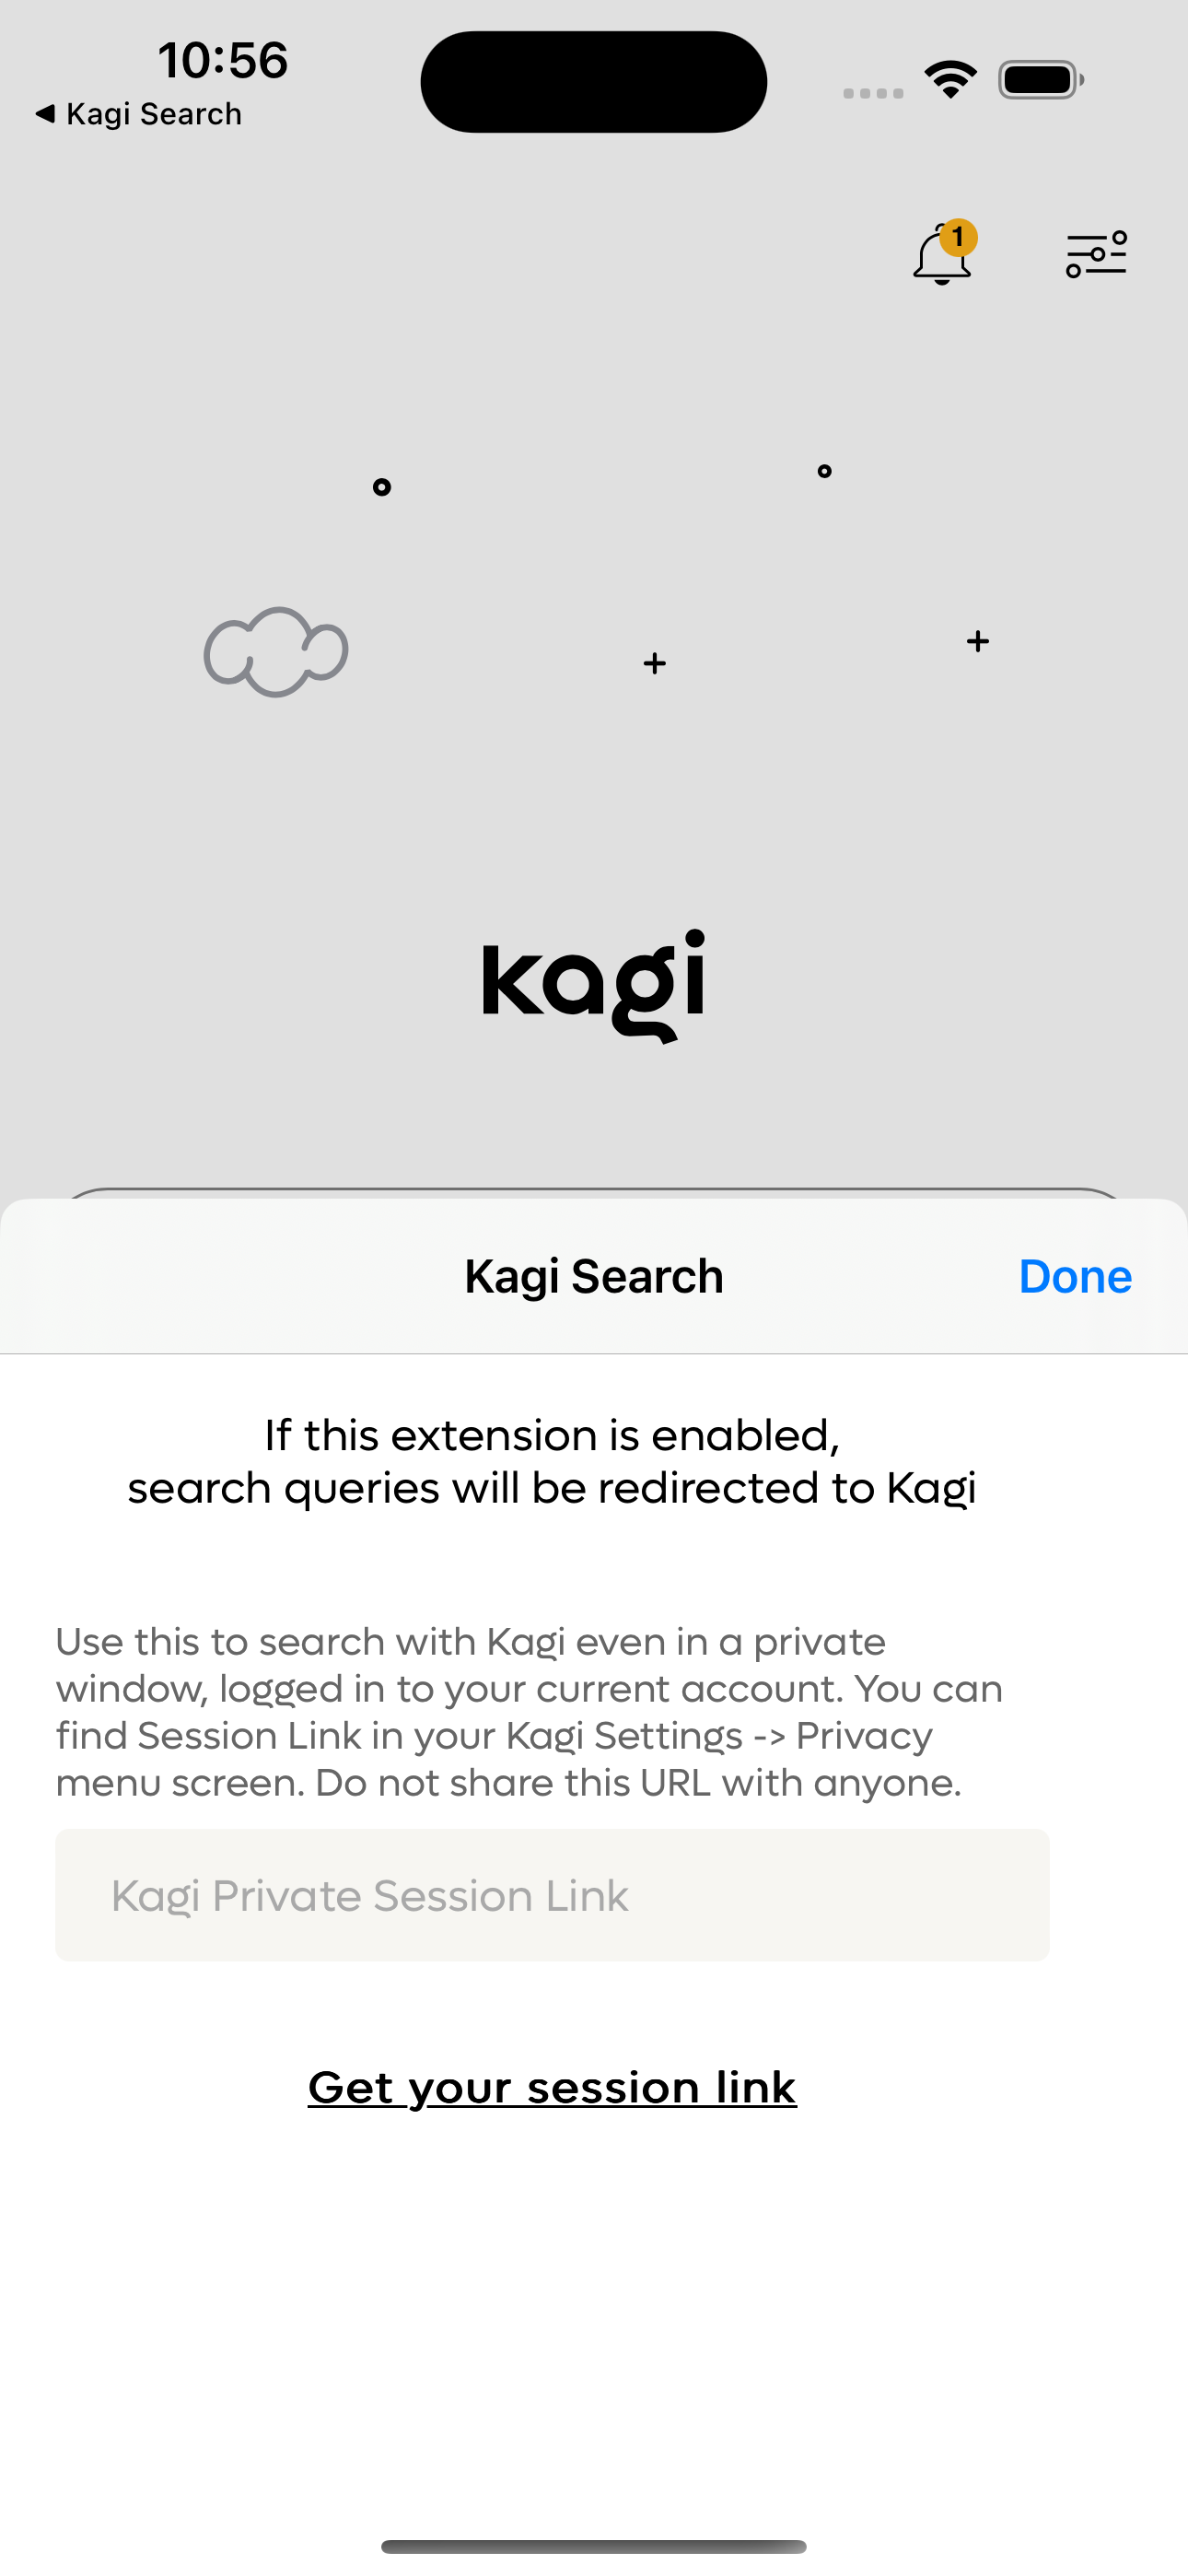 10:56
◀ Kagi Search
1
kagi
Kagi Search
Done
If this extension is enabled,
search queries will be redirected to Kagi
Use this to search with Kagi even in a private
window, logged in to your current account. You can
find Session Link in your Kagi Settings -> Privacy
menu screen. Do not share this URL with anyone.
Kagi Private Session Link
Get your session link